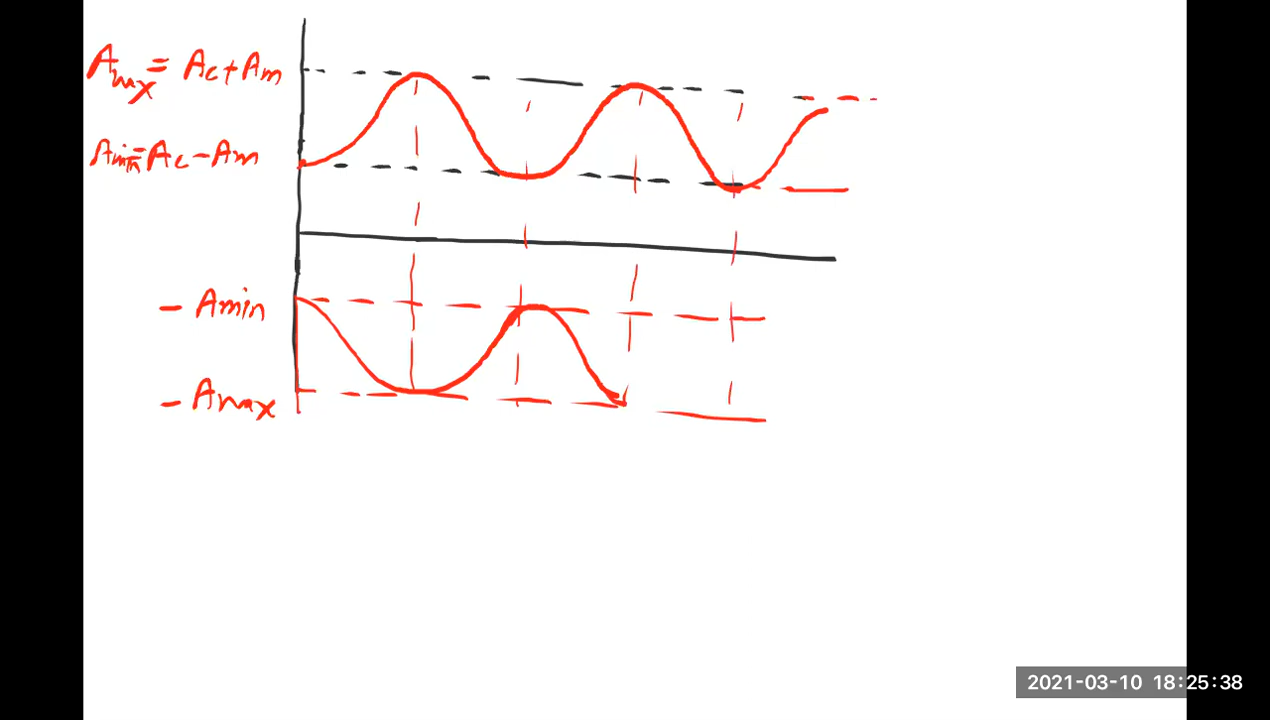 Amax = Ac + Am
Amin = Ac - Am
- Amin
- Amax
2021-03-10 18:25:38